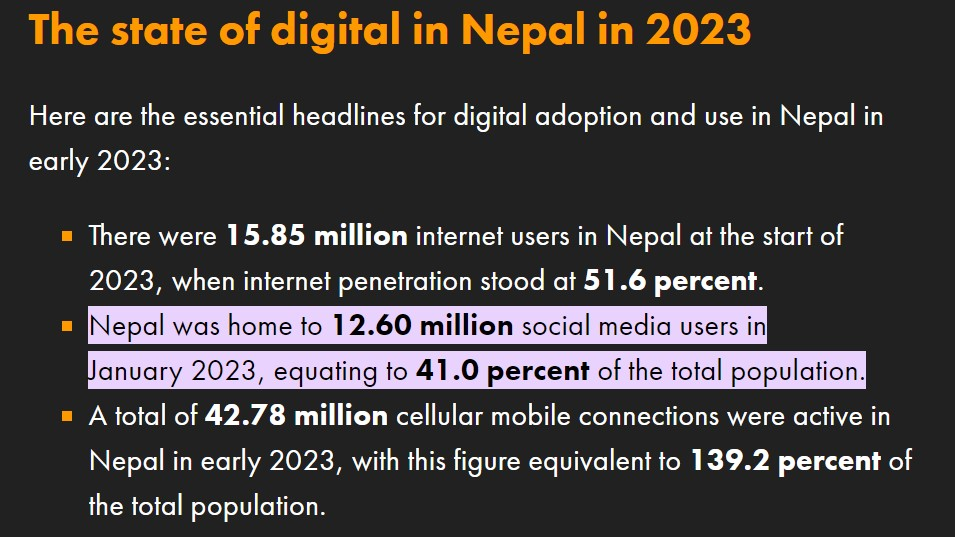 The state of digital in Nepal in 2023
Here are the essential headlines for digital adoption and use in Nepal in
early 2023:
There were 15.85 million internet users in Nepal at the start of
2023, when internet penetration stood at 51.6 percent.
Nepal was home to 12.60 million social media users in
January 2023, equating to 41.0 percent of the total population.
A total of 42.78 million cellular mobile connections were active in
Nepal in early 2023, with this figure equivalent to 139.2 percent of
the total population.